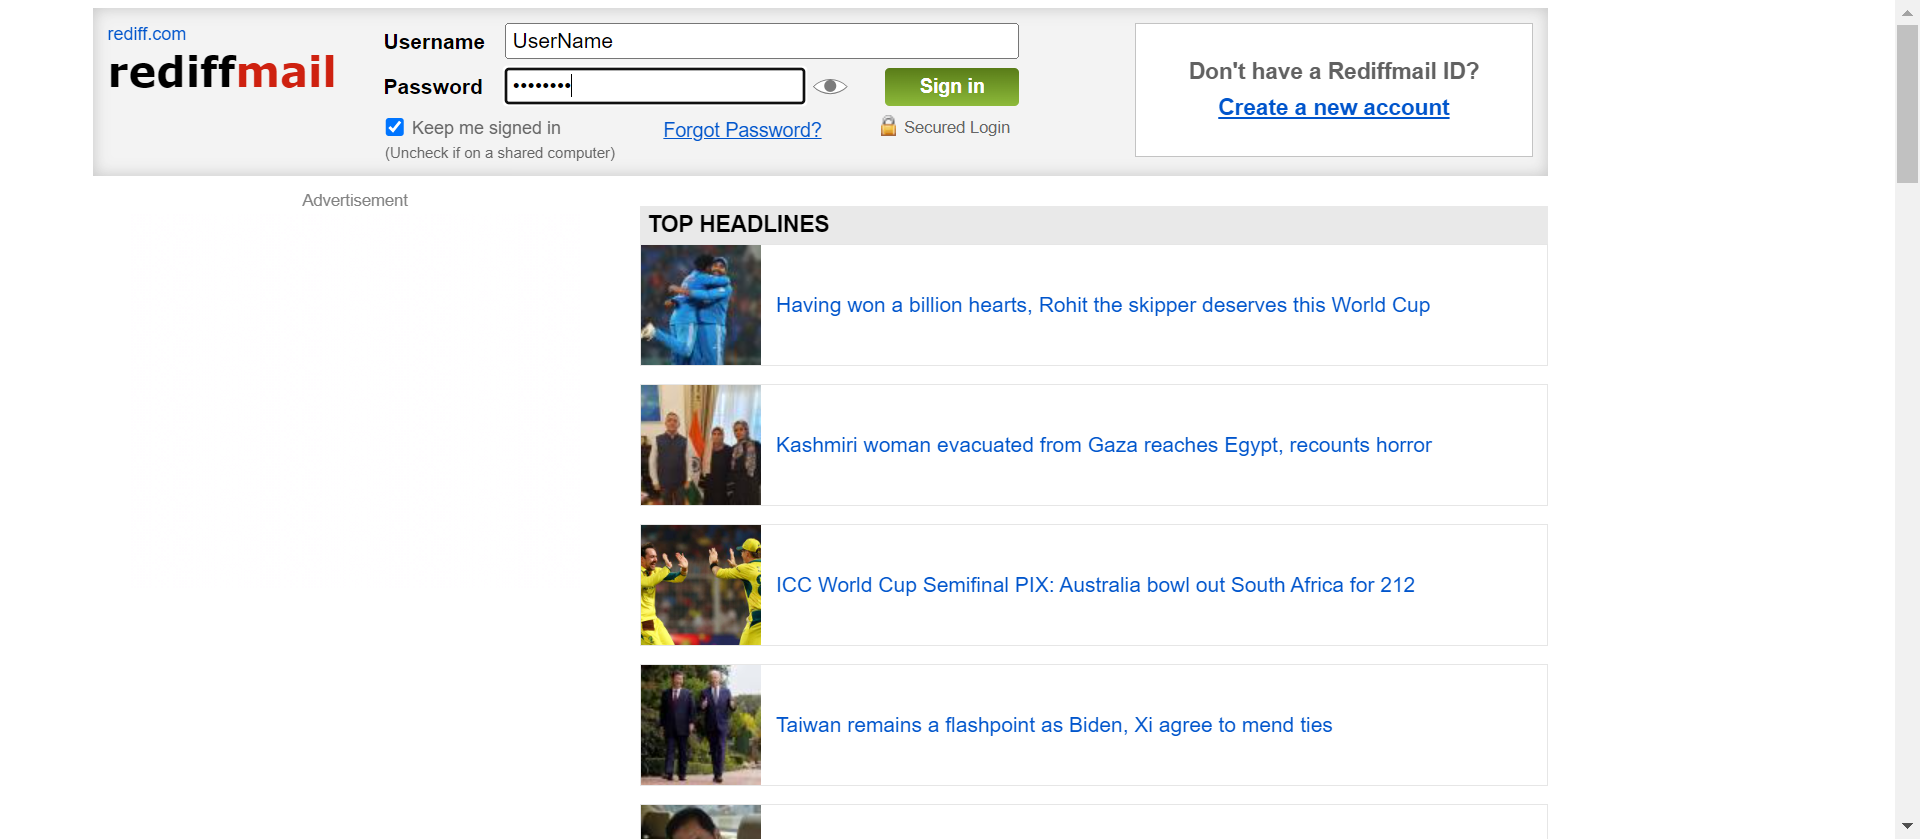 rediff.com
rediffmail
Username UserName
Password ••••••••
Sign in
Keep me signed in
(Uncheck if on a shared computer)
Forgot Password?
Secured Login
Don't have a Rediffmail ID?
Create a new account
Advertisement
TOP HEADLINES
Having won a billion hearts, Rohit the skipper deserves this World Cup
Kashmiri woman evacuated from Gaza reaches Egypt, recounts horror
ICC World Cup Semifinal PIX: Australia bowl out South Africa for 212
Taiwan remains a flashpoint as Biden, Xi agree to mend ties